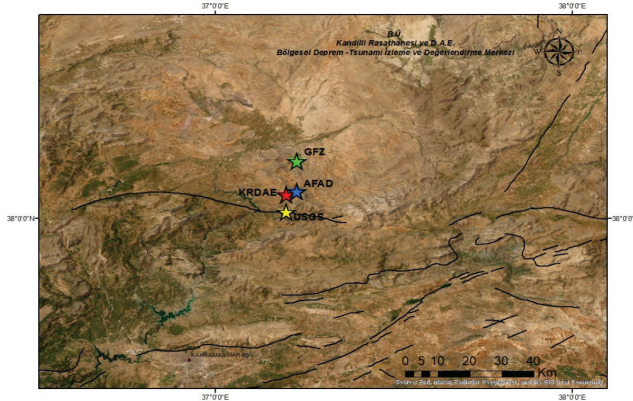 37°0'0"E
38°0'0"E
B.U.
Kandilli Rasathanesi ve D.A.E.
Bölgesel Deprem -Tsunami İzleme ve Değerlendirme Merkezi
S
GFZ
AFAD
KRDAE
USGS
38°0'0"N
38°0'0"N
KAHRAMANMARAŞ
0 5 10 20 30 40
Km
37°0'0"E
38°0'0"E